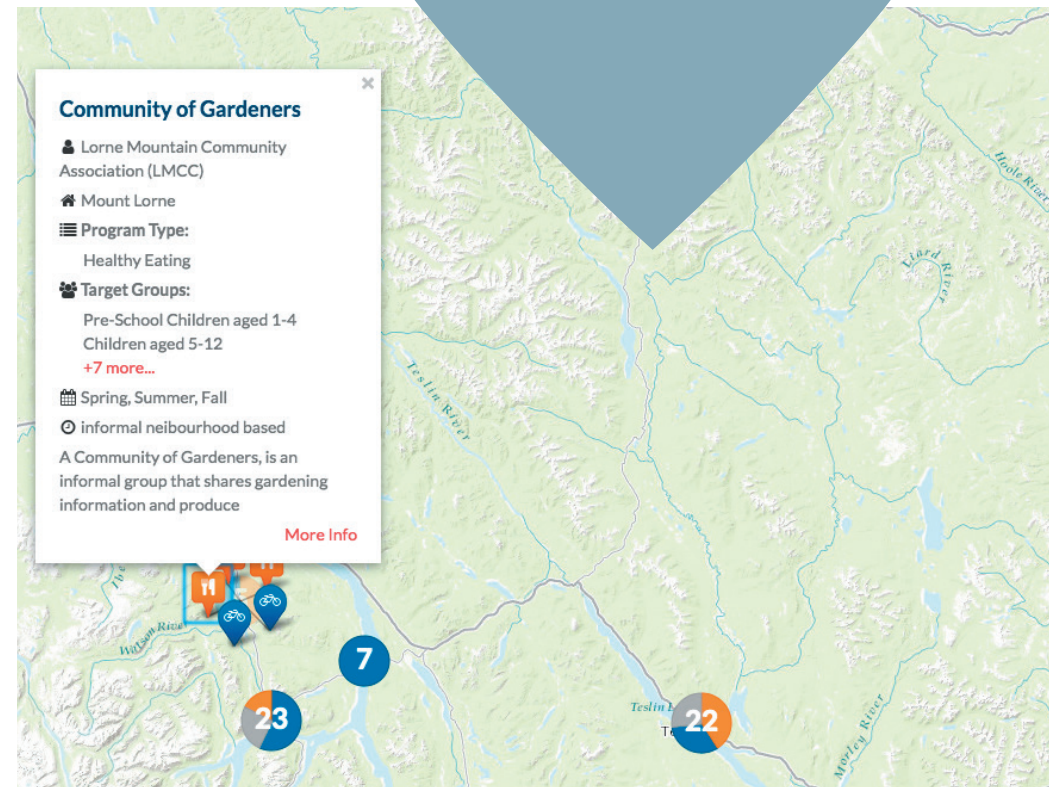 ×
Community of Gardeners
Lorne Mountain Community
Association (LMCC)
Mount Lorne
Program Type:
Healthy Eating
Target Groups:
Pre-School Children aged 1-4
Children aged 5-12
+7 more...
Spring, Summer, Fall
informal neibourhood based
A Community of Gardeners, is an
informal group that shares gardening
information and produce
More Info
Hoole River
Liard River
Teslin River
Watson River
7
23
Teslin
22
Morley River